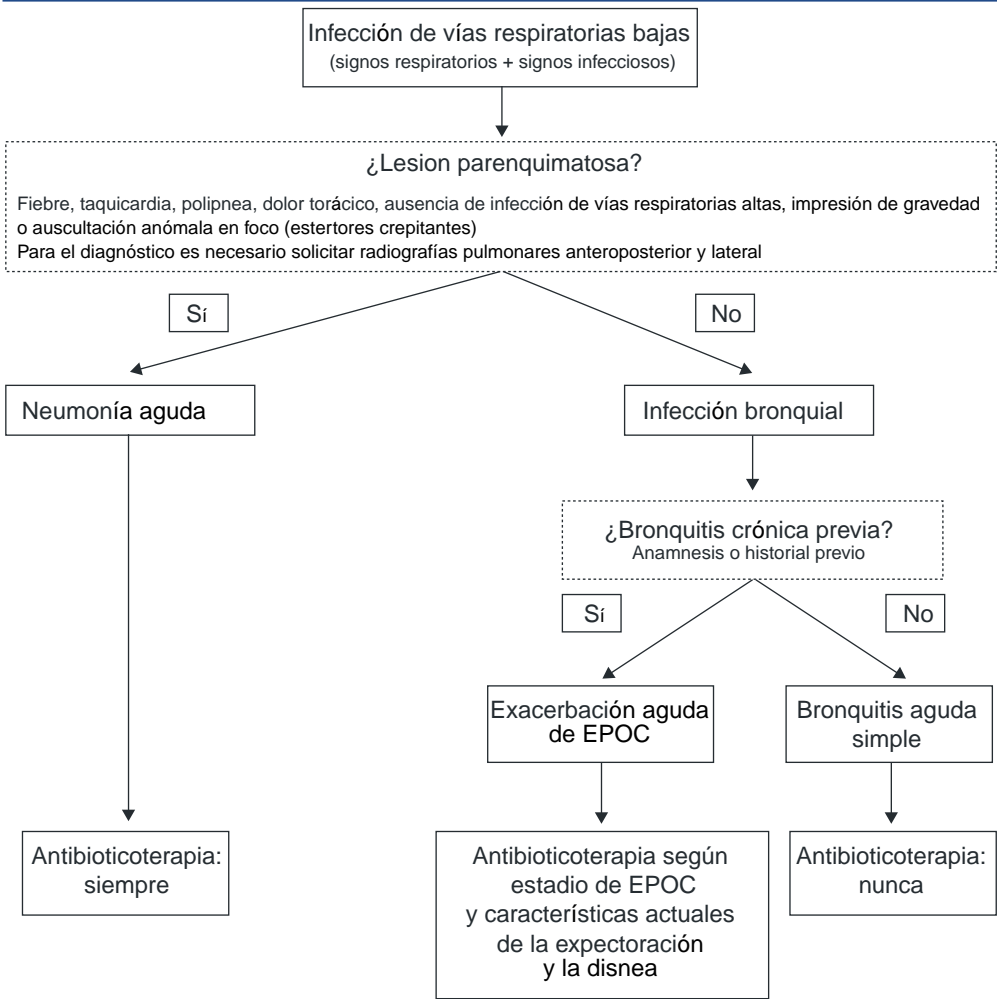 Infección de vías respiratorias bajas
(signos respiratorios + signos infecciosos)
¿Lesion parenquimatosa?
Fiebre, taquicardia, polipnea, dolor torácico, ausencia de infección de vías respiratorias altas, impresión de gravedad
o auscultación anómala en foco (estertores crepitantes)
Para el diagnóstico es necesario solicitar radiografías pulmonares anteroposterior y lateral
Sí
No
Neumonía aguda
Infección bronquial
¿Bronquitis crónica previa?
Anamnesis o historial previo
Sí
No
Exacerbación aguda
de EPOC
Bronquitis aguda
simple
Antibioticoterapia:
siempre
Antibioticoterapia según
estadio de EPOC
y características actuales
de la expectoración
y la disnea
Antibioticoterapia:
nunca